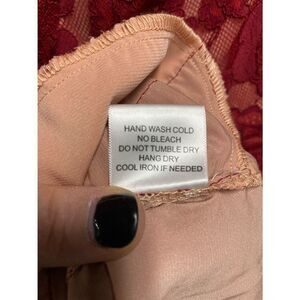 HAND WASH COLD
NO BLEACH
DO NOT TUMBLE DRY
HANG DRY
COOL IRON IF NEEDED